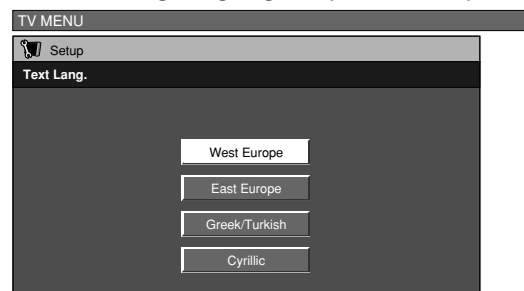 TV MENU
Setup
Text Lang.
West Europe
East Europe
Greek/Turkish
Cyrillic